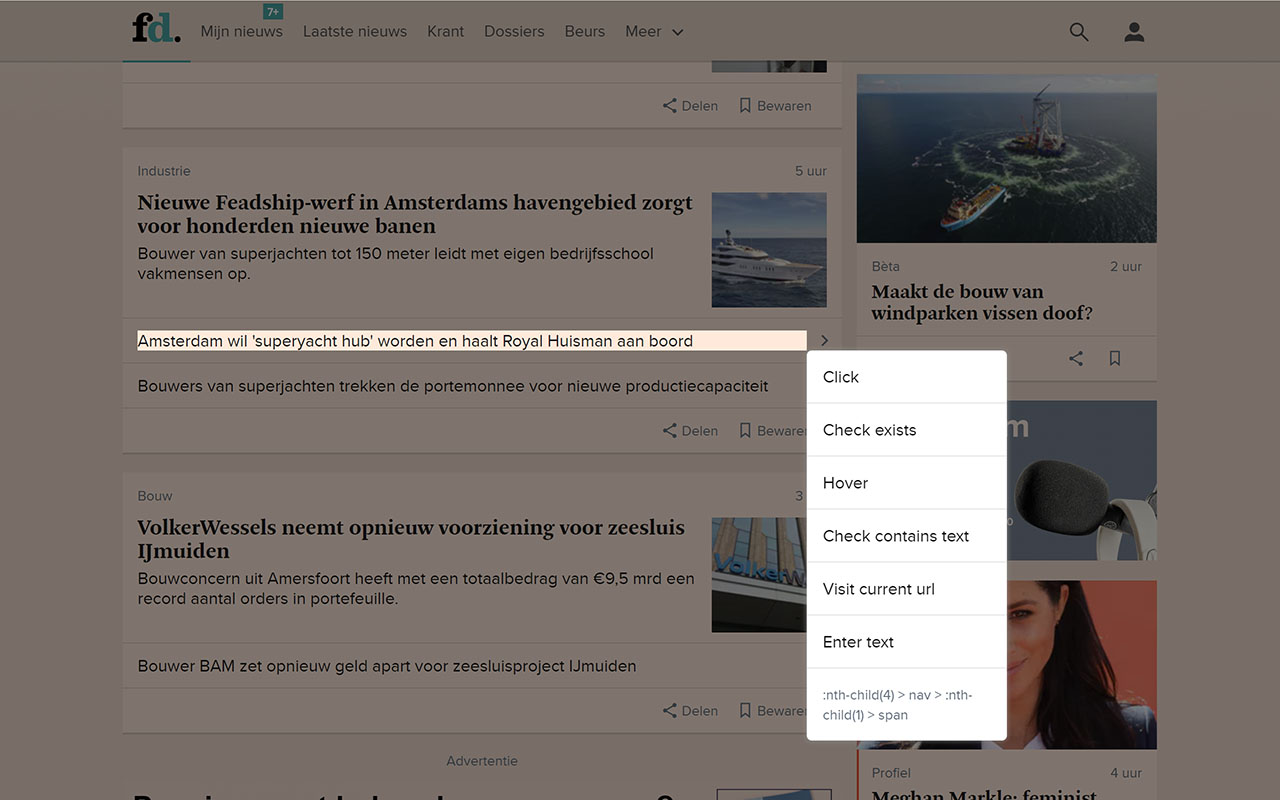 fd.
Mijn nieuws
7+
Laatste nieuws
Krant
Dossiers
Beurs
Meer
Delen
Bewaren
Industrie
5 uur
Nieuwe Feadship-werf in Amsterdams havengebied zorgt
voor honderden nieuwe banen
Bouwer van superjachten tot 150 meter leidt met eigen bedrijfsschool
vakmensen op.
Amsterdam wil 'superyacht hub' worden en haalt Royal Huisman aan boord
Bouwers van superjachten trekken de portemonnee voor nieuwe productiecapaciteit
Delen
Bewaren
Bouw
3
VolkerWessels neemt opnieuw voorziening voor zeesluis
IJmuiden
Bouwconcern uit Amersfoort heeft met een totaalbedrag van €9,5 mrd een
record aantal orders in portefeuille.
VolkerW
Bouwer BAM zet opnieuw geld apart voor zeesluisproject IJmuiden
Delen
Bewaren
Advertentie
Click
Check exists
Hover
Check contains text
Visit current url
Enter text
:nth-child(4) > nav > :nth-
child(1) > span
Bèta
2 uur
Maakt de bouw van
windparken vissen doof?
m
Profiel
4 uur
Meghan Markle: feminist